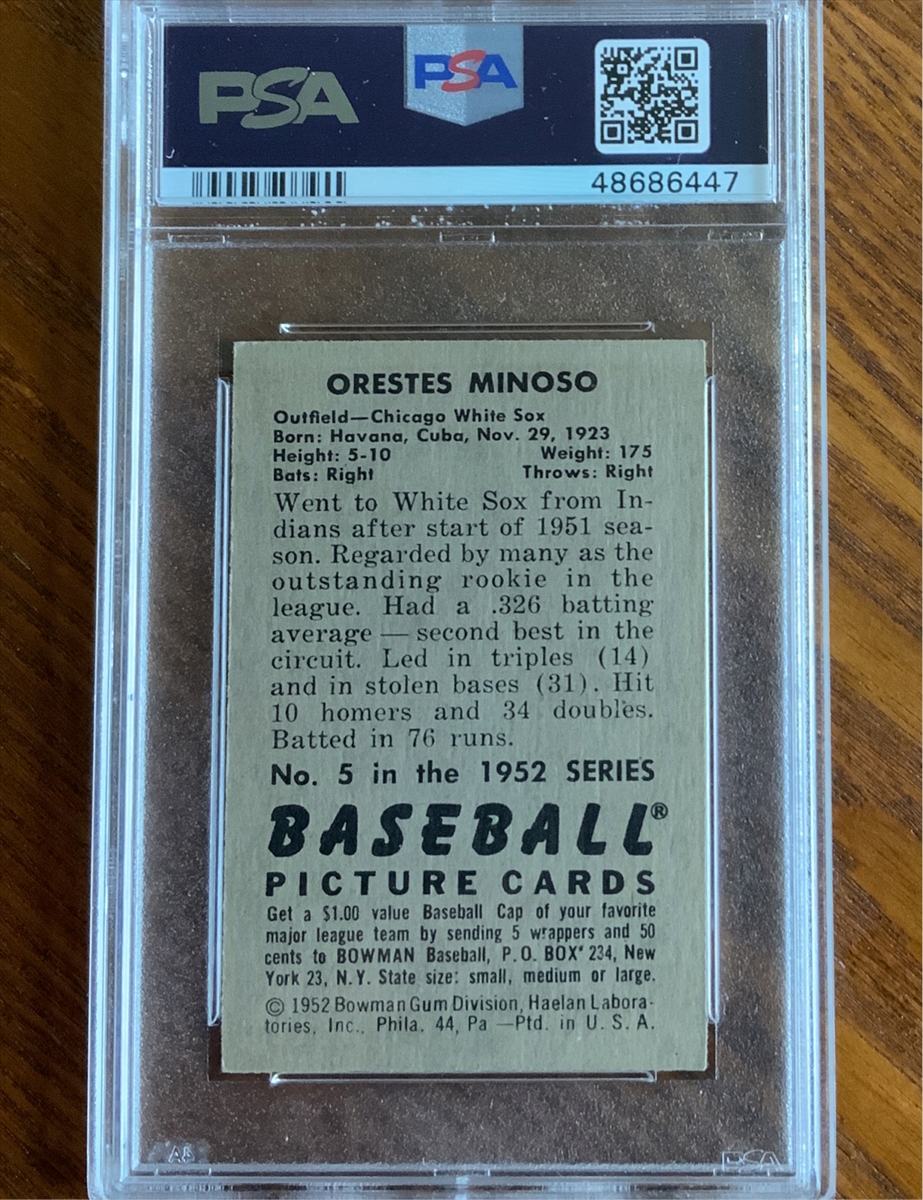 PSA
PSA
48686447
ORESTES MINOSO
Outfield—Chicago White Sox
Born: Havana, Cuba, Nov. 29, 1923
Height: 5-10 Weight: 175
Bats: Right Throws: Right
Went to White Sox from In-
dians after start of 1951 sea-
son. Regarded by many as the
outstanding rookie in the
league. Had a .326 batting
average — second best in the
circuit. Led in triples (14)
and in stolen bases (31). Hit
10 homers and 34 doubles.
Batted in 76 runs.
No. 5 in the 1952 SERIES
BASEBALL®
PICTURE CARDS
Get a $1.00 value Baseball Cap of your favorite
major league team by sending 5 wrappers and 50
cents to BOWMAN Baseball, P.O. BOX 234, New
York 23, N.Y. State size: small, medium or large.
© 1952 Bowman Gum Division, Haelan Labora-
tories, Inc., Phila. 44, Pa —Ptd. in U. S. A.
PSA